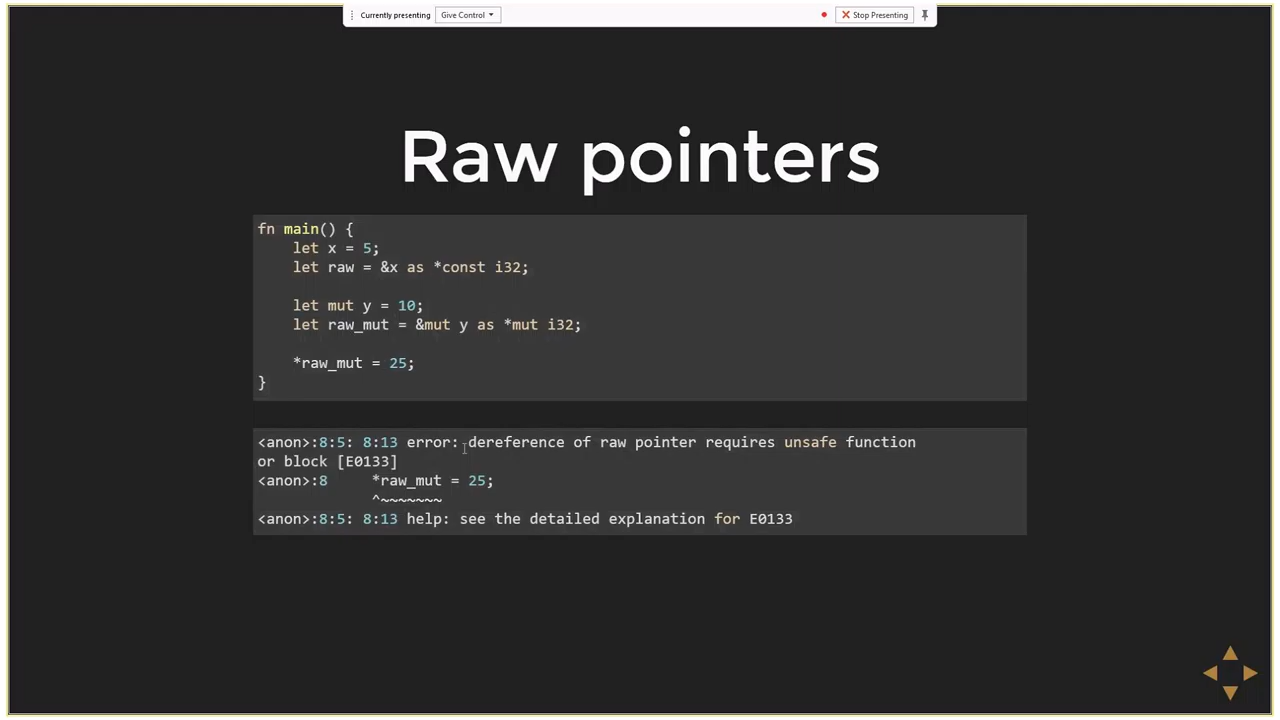 Currently presenting Give Control Stop Presenting
Raw pointers
fn main() {
    let x = 5;
    let raw = &x as *const i32;

    let mut y = 10;
    let raw_mut = &mut y as *mut i32;

    *raw_mut = 25;
}
<anon>:8:5: 8:13 error: dereference of raw pointer requires unsafe function
or block [E0133]
<anon>:8     *raw_mut = 25;
             ^~~~~~~~
<anon>:8:5: 8:13 help: see the detailed explanation for E0133